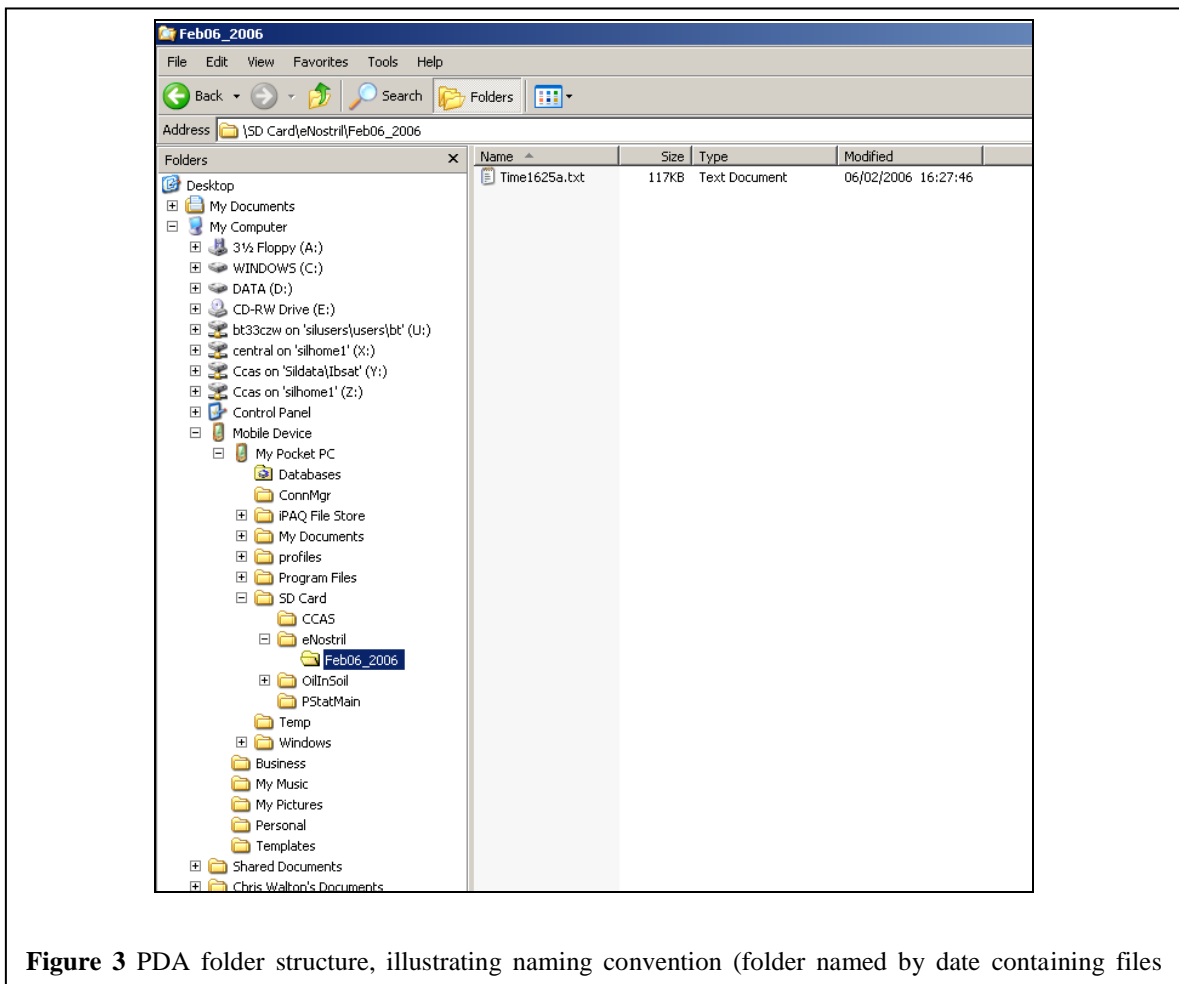 Feb06_2006
File Edit View Favorites Tools Help
Back Search Folders
Address \SD Card\eNostril\Feb06_2006
Folders
Name Size Type Modified
Time1625a.txt 117KB Text Document 06/02/2006 16:27:46
Desktop
My Documents
My Computer
3½ Floppy (A:)
WINDOWS (C:)
DATA (D:)
CD-RW Drive (E:)
bt33czw on 'silusers\users\bt' (U:)
central on 'silhome1' (X:)
Ccas on 'Sildata\Ibsat' (Y:)
Ccas on 'silhome1' (Z:)
Control Panel
Mobile Device
My Pocket PC
Databases
ConnMgr
iPAQ File Store
My Documents
profiles
Program Files
SD Card
CCAS
eNostril
Feb06_2006
OilInSoil
PStatMain
Temp
Windows
Business
My Music
My Pictures
Personal
Templates
Shared Documents
Chris Walton's Documents
Figure 3 PDA folder structure, illustrating naming convention (folder named by date containing files